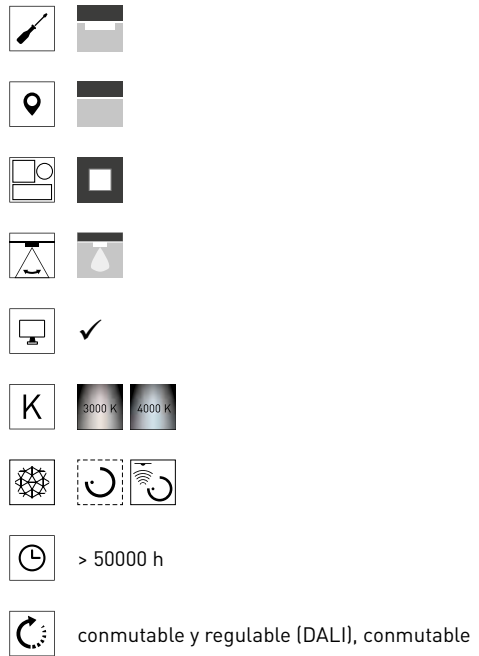 K 3000 K 4000 K
> 50000 h
conmutable y regulable (DALI), conmutable